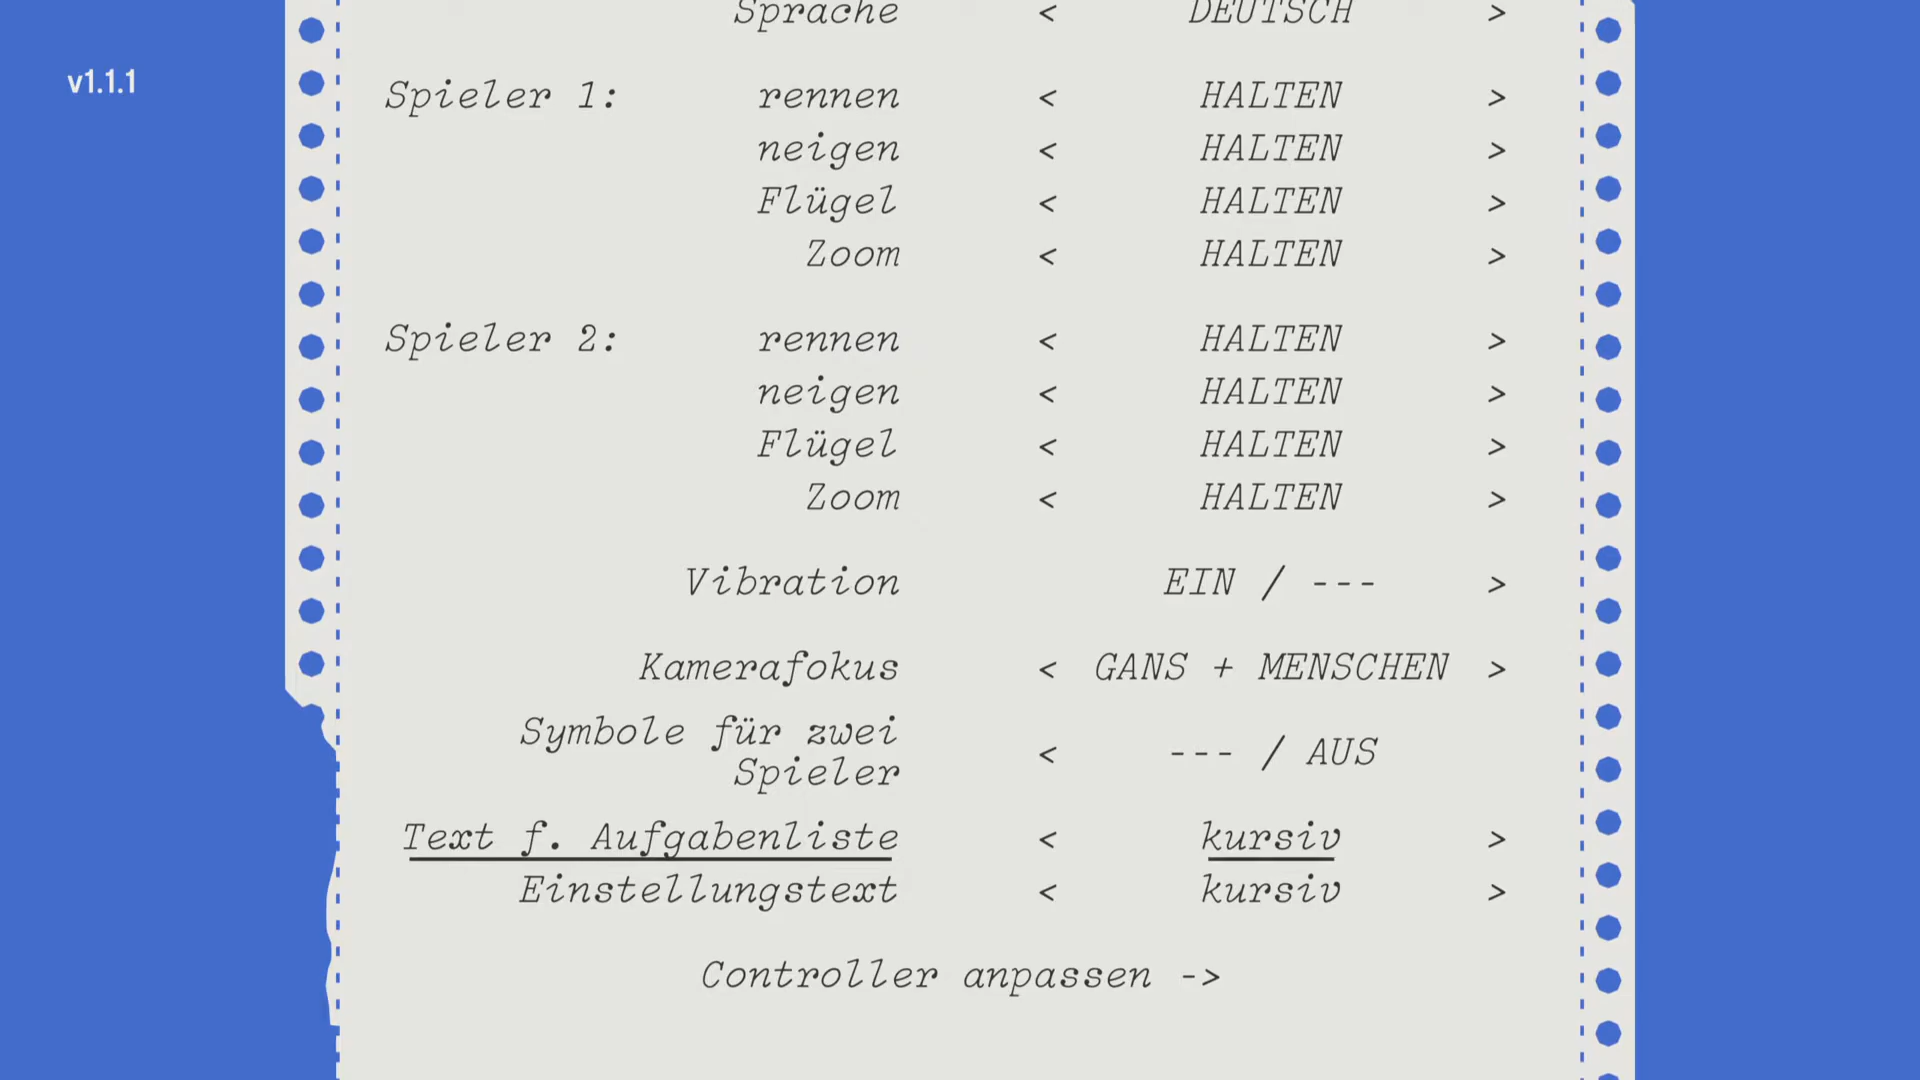 Sprache < DEUTSCH >
v1.1.1
Spieler 1: rennen < HALTEN >
neigen < HALTEN >
Flügel < HALTEN >
Zoom < HALTEN >
Spieler 2: rennen < HALTEN >
neigen < HALTEN >
Flügel < HALTEN >
Zoom < HALTEN >
Vibration EIN / --- >
Kamerafokus < GANS + MENSCHEN >
Symbole für zwei
Spieler < --- / AUS
Text f. Aufgabenliste < kursiv >
Einstellungstext < kursiv >
Controller anpassen ->